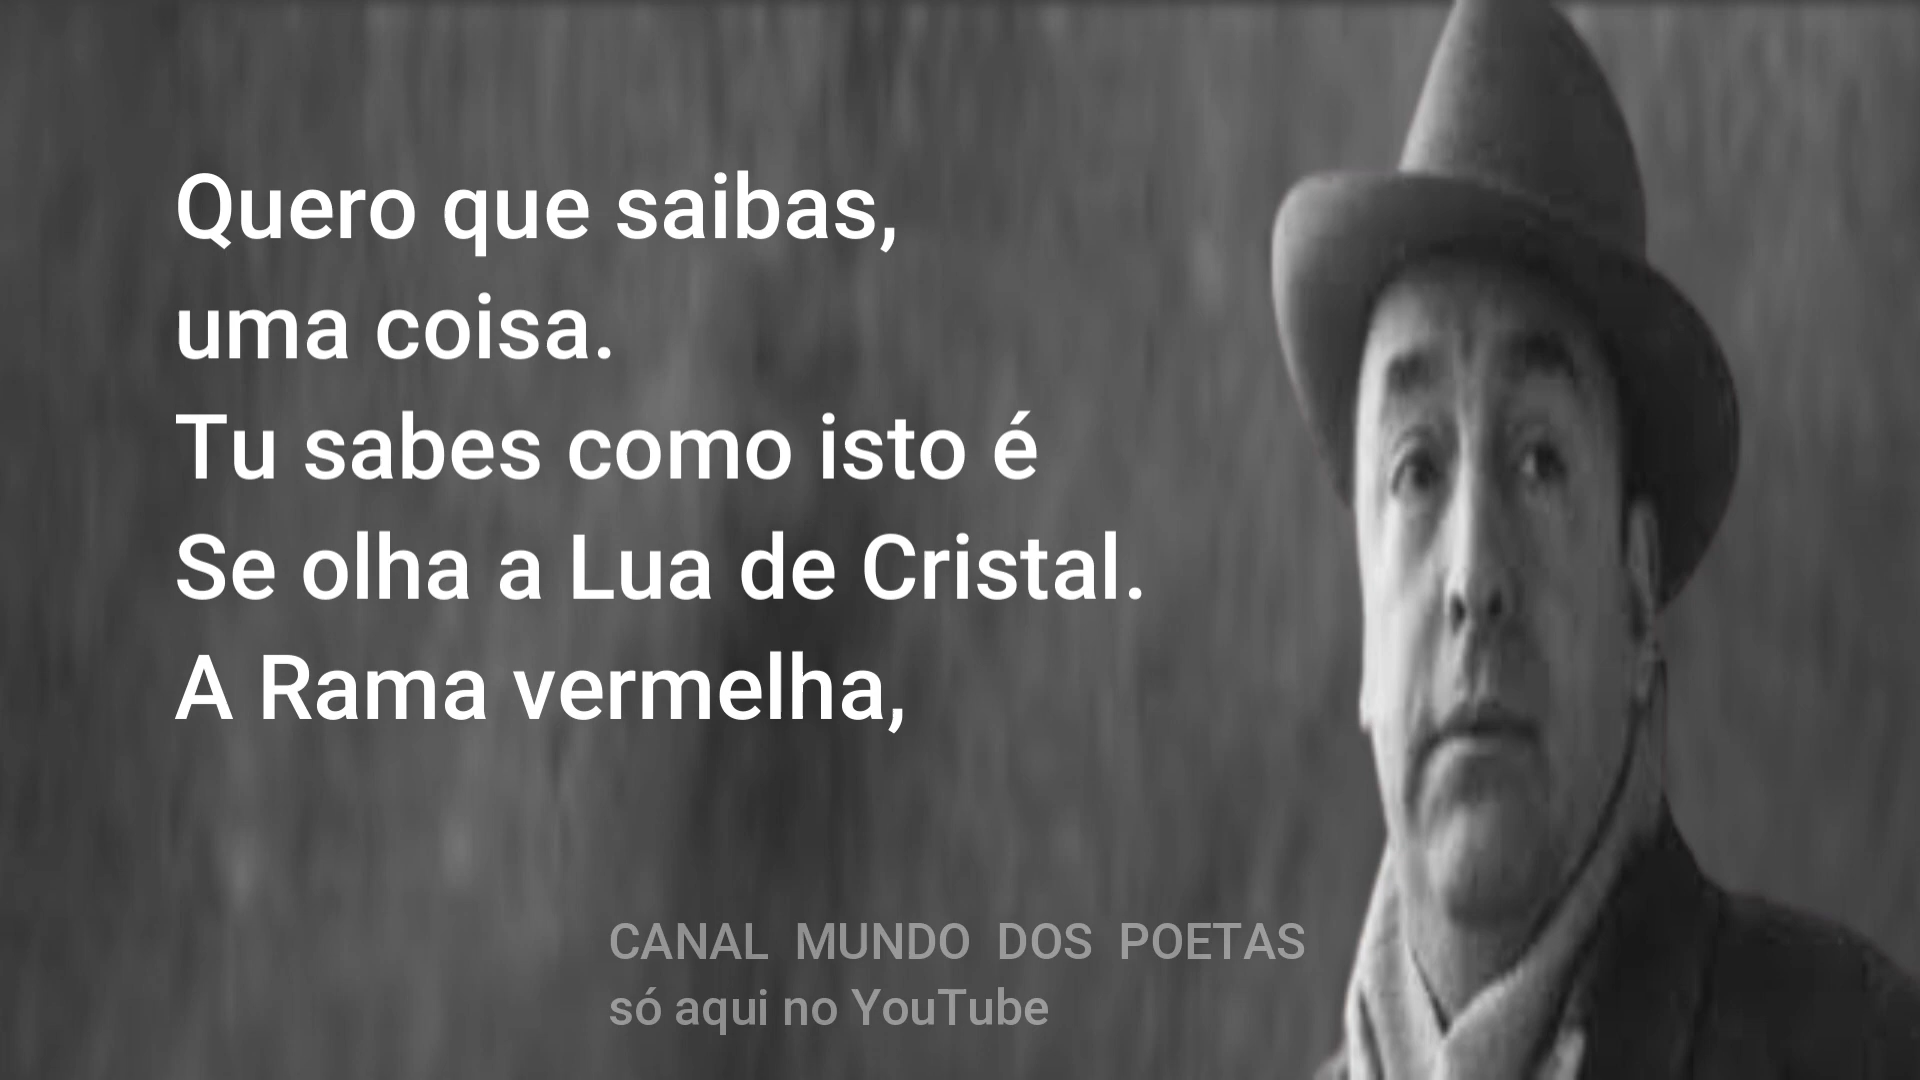 Quero que saibas,
uma coisa.
Tu sabes como isto é
Se olha a Lua de Cristal.
A Rama vermelha,
CANAL MUNDO DOS POETAS
só aqui no YouTube